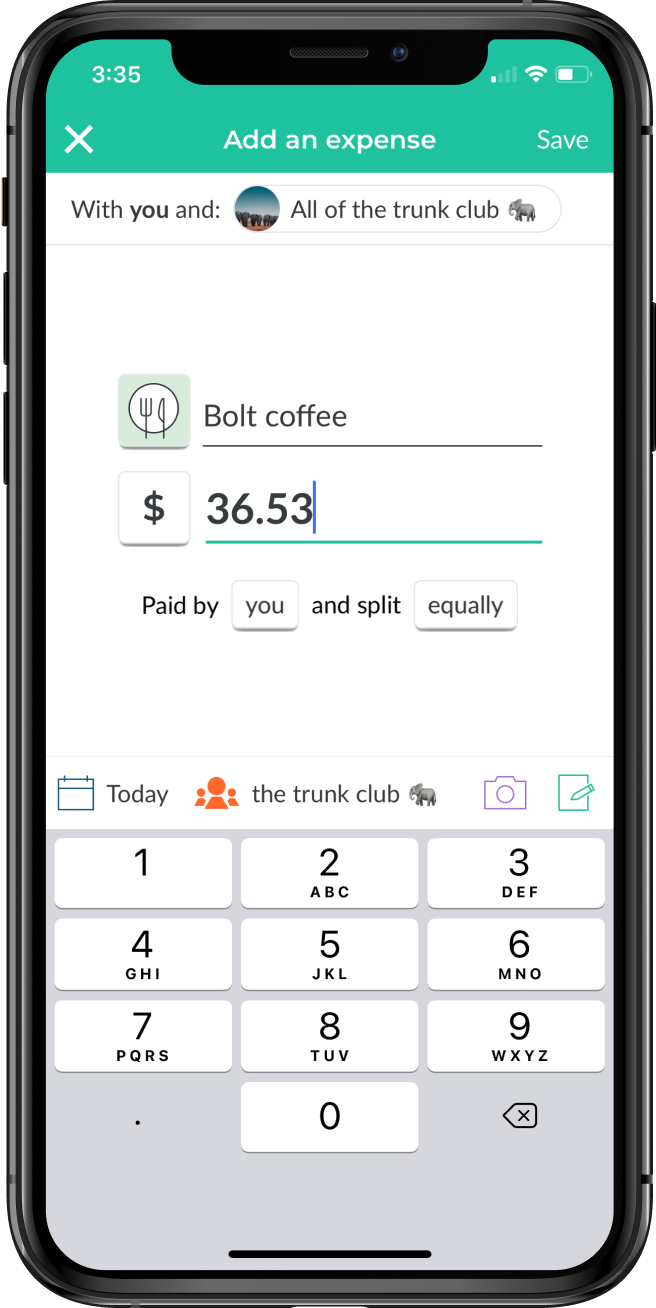 3:35
Add an expense Save
With you and: All of the trunk club 🐘
Bolt coffee
$ 36.53
Paid by you and split equally
Today the trunk club 🐘
1 2 3
ABC DEF
4 5 6
GHI JKL MNO
7 8 9
PQRS TUV WXYZ
. 0